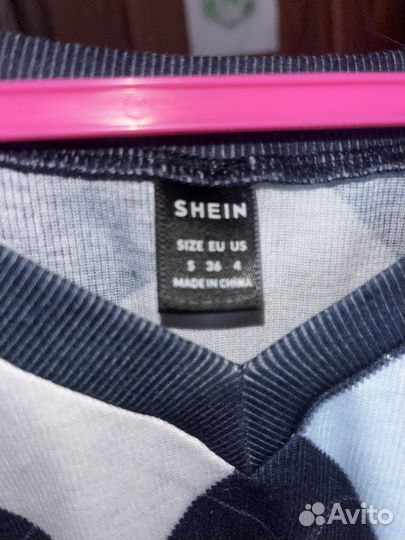 SHEIN
SIZE EU US
S 36 4
MADE IN CHINA
Avito